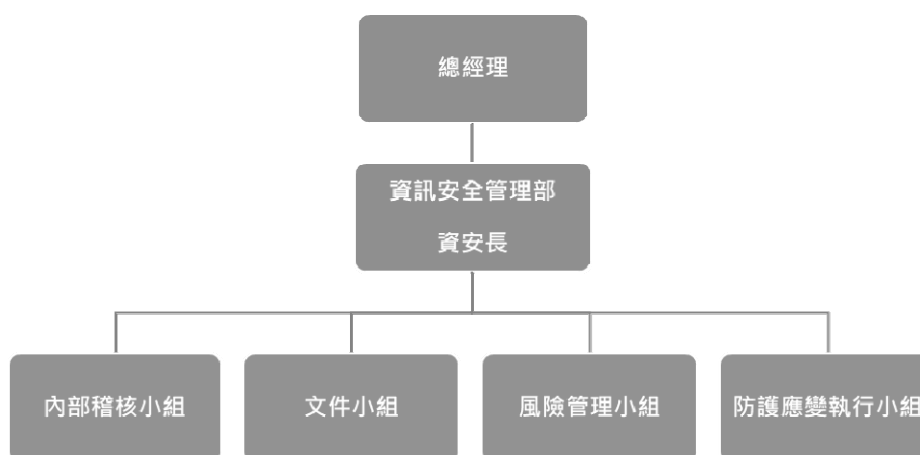 總經理
資訊安全管理部
資安長
內部稽核小組
文件小組
風險管理小組
防護應變執行小組